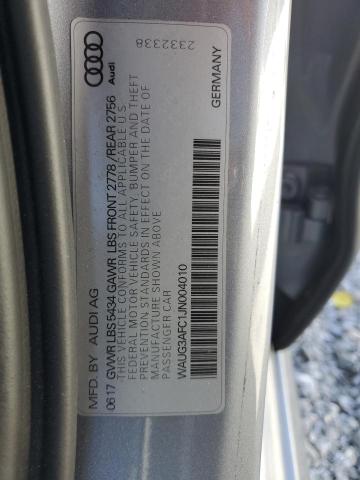 Audi
2332338
MFD. BY AUDI AG
GERMANY
06.17 GVWR LBS 5434 GAWR LBS FRONT 2778 /REAR 2756
THIS VEHICLE CONFORMS TO ALL APPLICABLE U S
FEDERAL MOTOR VEHICLE SAFETY, BUMPER AND THEFT
PREVENTION STANDARDS IN EFFECT ON THE DATE OF
MANUFACTURE SHOWN ABOVE
PASSENGER CAR
WAUG3AFC1JN004010